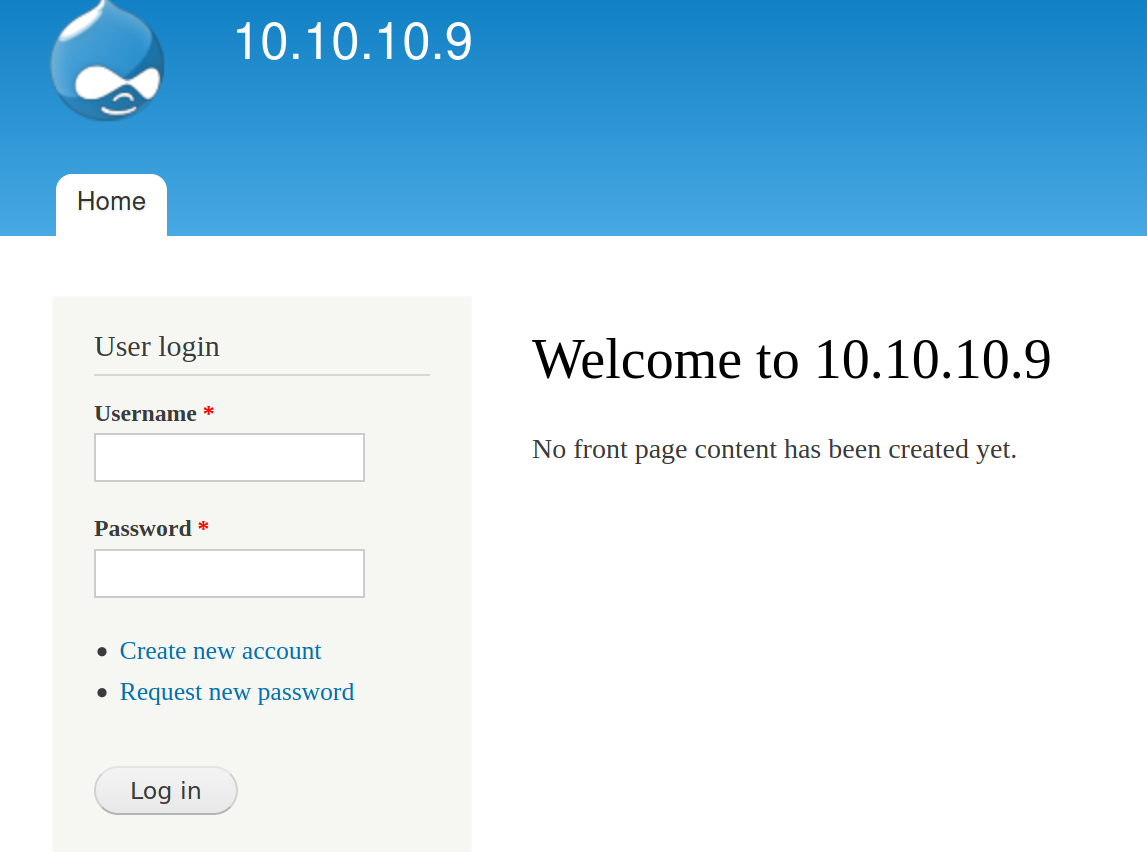 10.10.10.9
Home
User login
Username *
Password *
Create new account
Request new password
Log in
Welcome to 10.10.10.9
No front page content has been created yet.